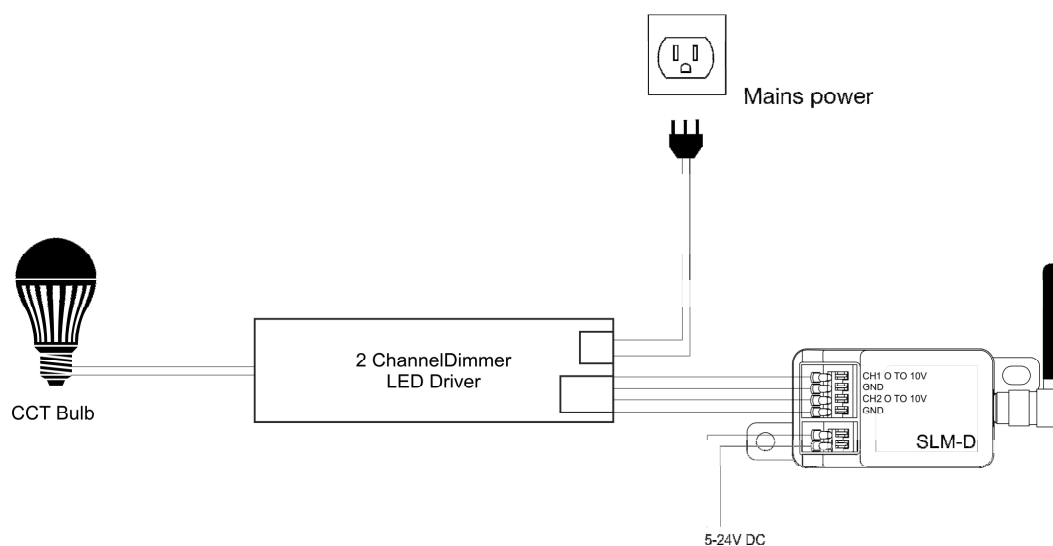 Mains power
2 ChannelDimmer
LED Driver
CCT Bulb
CH1 O TO 10V
GND
CH2 O TO 10V
GND
SLM-D
5-24V DC